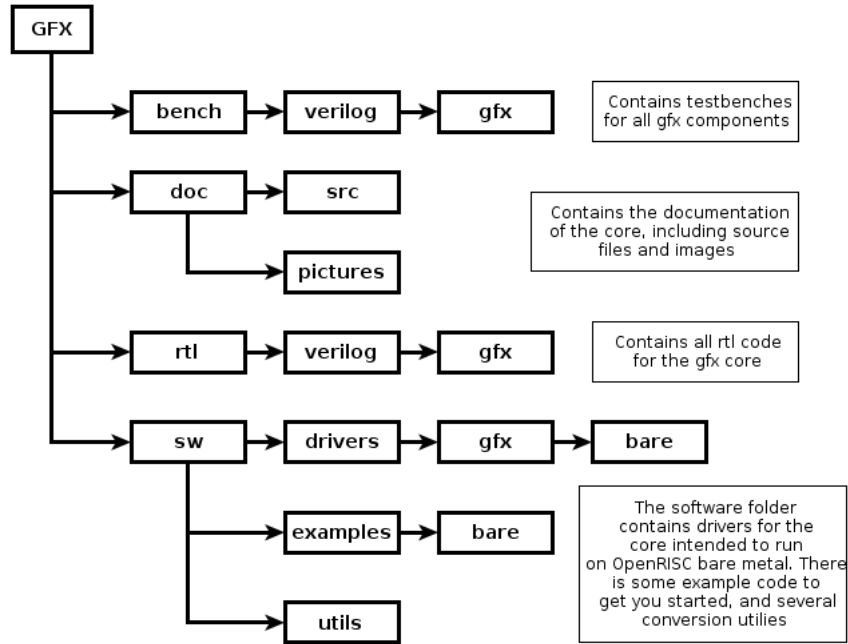 GFX
bench
verilog
gfx
Contains testbenches
for all gfx components
doc
src
Contains the documentation
of the core, including source
files and images
pictures
rtl
verilog
gfx
Contains all rtl code
for the gfx core
sw
drivers
gfx
bare
examples
bare
The software folder
contains drivers for the
core intended to run
on OpenRISC bare metal. There
is some example code to
get you started, and several
conversion utilies
utils